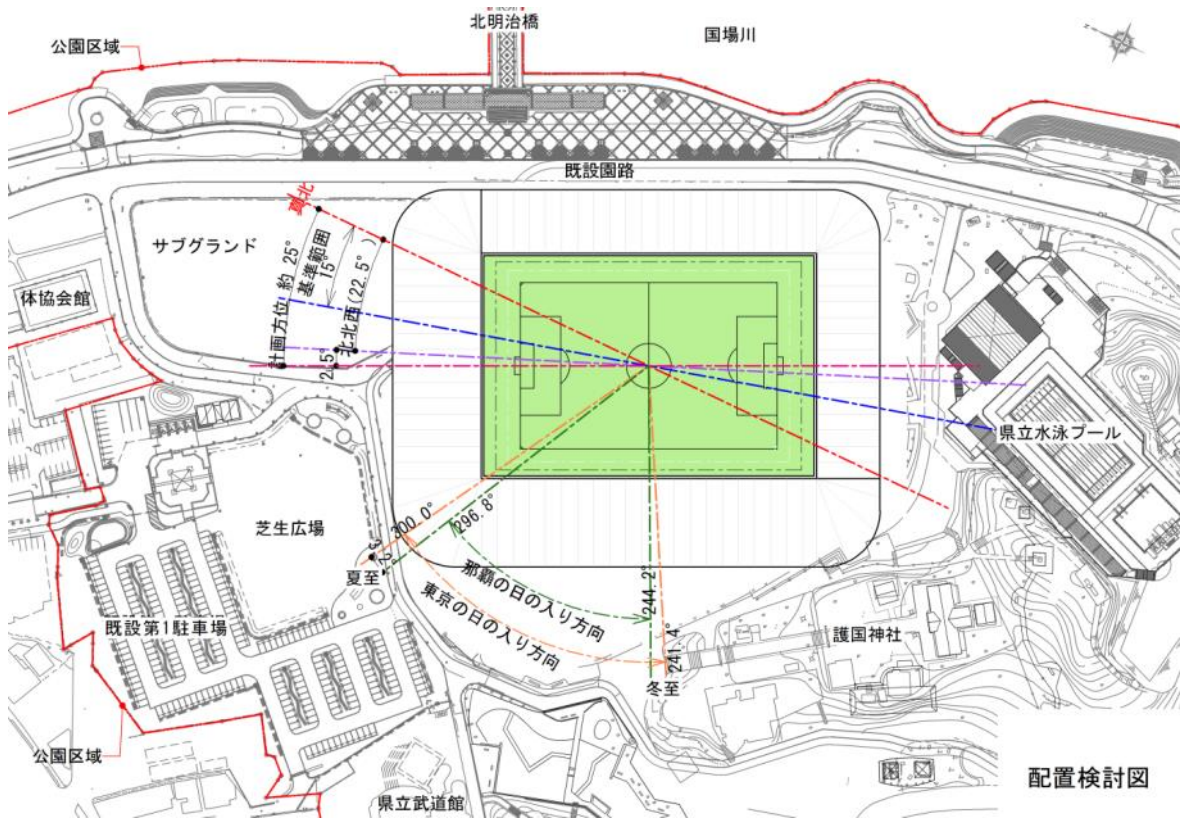 北明治橋
国場川
公園区域
既設園路
真北
サブグランド
計画方位 約 25°
基準範囲
15°
北北西(22.5°)
2.5°
体協会館
県立水泳プール
芝生広場
300.0°
296.8°
3.2°
夏至
那覇の日の入り方向
東京の日の入り方向
244.2°
241.4°
冬至
護国神社
既設第1駐車場
公園区域
県立武道館
配置検討図